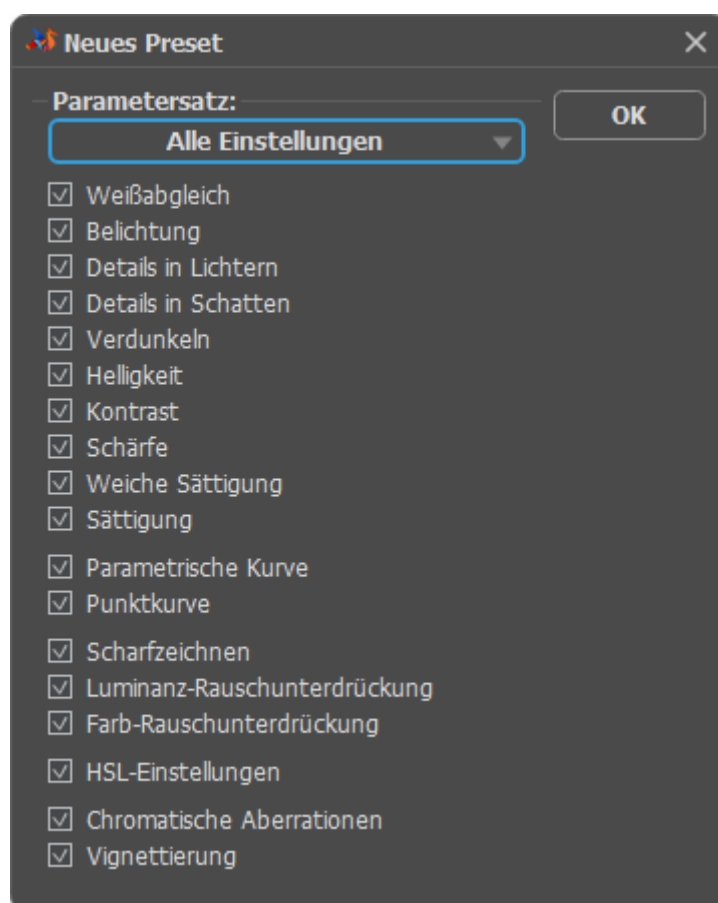 Neues Preset
Parametersatz:
OK
Alle Einstellungen
Weißabgleich
Belichtung
Details in Lichtern
Details in Schatten
Verdunkeln
Helligkeit
Kontrast
Schärfe
Weiche Sättigung
Sättigung
Parametrische Kurve
Punktkurve
Scharfzeichnen
Luminanz-Rauschunterdrückung
Farb-Rauschunterdrückung
HSL-Einstellungen
Chromatische Aberrationen
Vignettierung